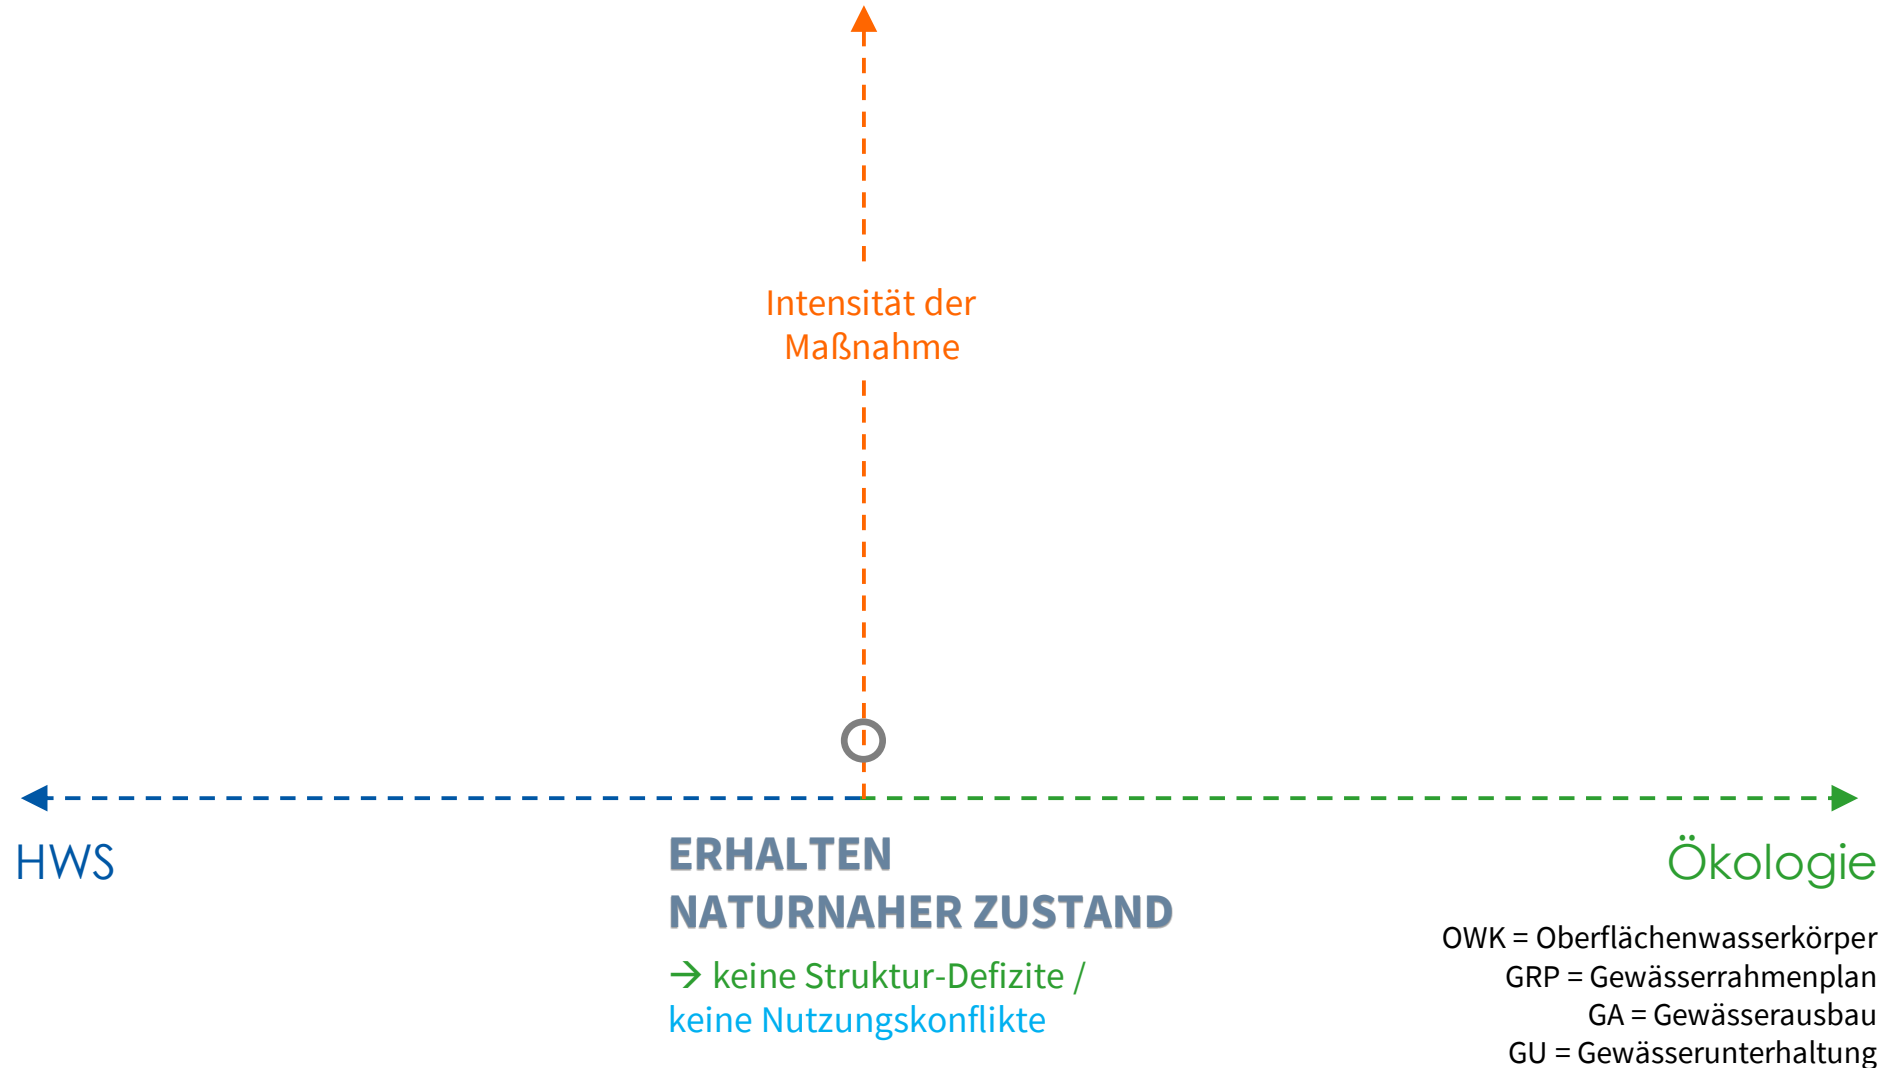 Intensität der
Maßnahme
HWS
ERHALTEN
NATURNAHER ZUSTAND
→ keine Struktur-Defizite /
keine Nutzungskonflikte
Ökologie
OWK = Oberflächenwasserkörper
GRP = Gewässerrahmenplan
GA = Gewässerausbau
GU = Gewässerunterhaltung